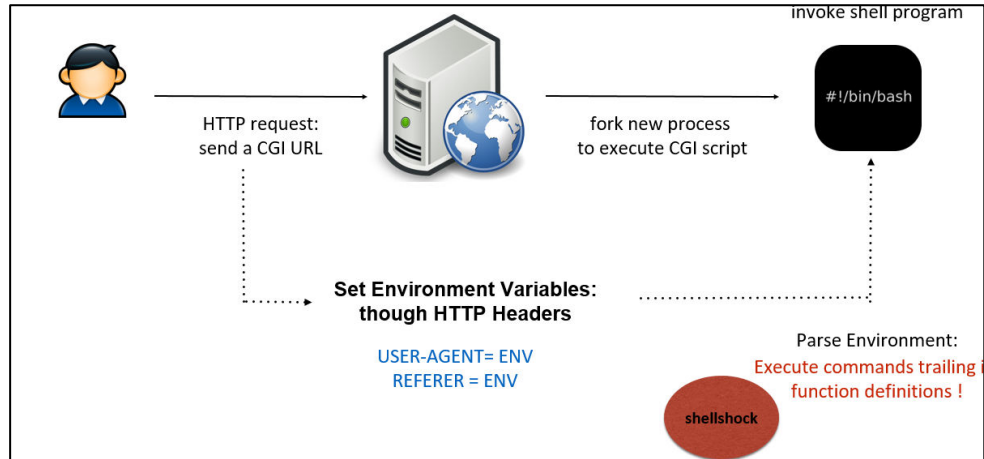 invoke shell program
#!/bin/bash
HTTP request:
send a CGI URL
fork new process
to execute CGI script
Set Environment Variables:
though HTTP Headers
USER-AGENT= ENV
REFERER = ENV
Parse Environment:
Execute commands trailing
function definitions !
shellshock